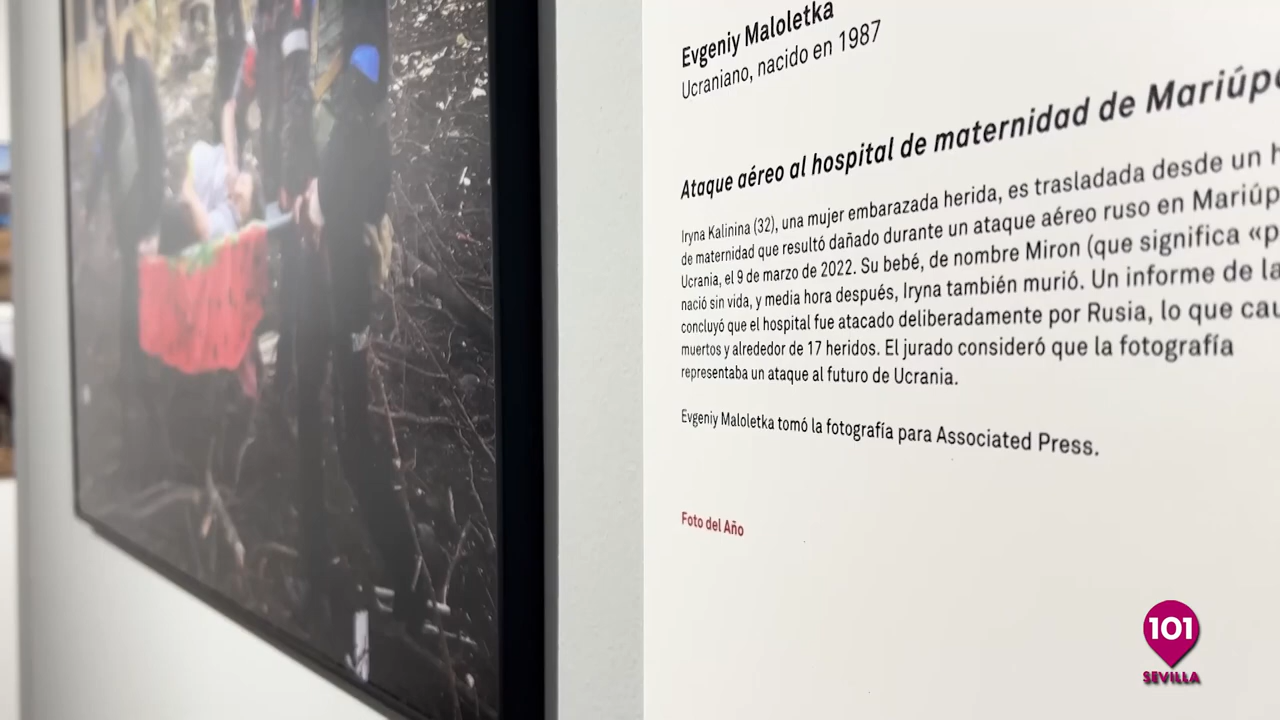 Evgeniy Maloletka
Ucraniano, nacido en 1987
Ataque aéreo al hospital de maternidad de
Iryna Kalinina (32), una mujer embarazada herida, es trasladada desde un
de maternidad que resultó dañado durante un ataque aéreo ruso en
Ucrania, el 9 de marzo de 2022. Su bebé, de nombre Miron (que significa
nació sin vida, y media hora después, Iryna también murió. Un informe de la
concluyó que el hospital fue atacado deliberadamente por Rusia, lo que
muertos y alrededor de 17 heridos. El jurado consideró que la fotografía
representaba un ataque al futuro de Ucrania.
Evgeniy Maloletka tomó la fotografía para Associated Press.
Foto del Año
101
SEVILLA